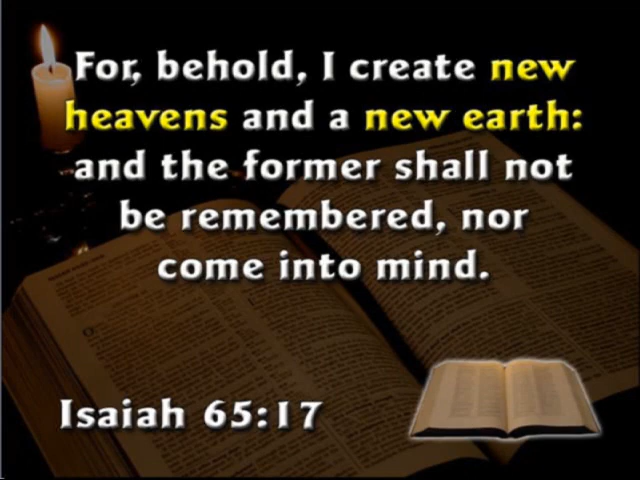 For, behold, I create new
heavens and a new earth:
and the former shall not
be remembered, nor
come into mind.
Isaiah 65:17